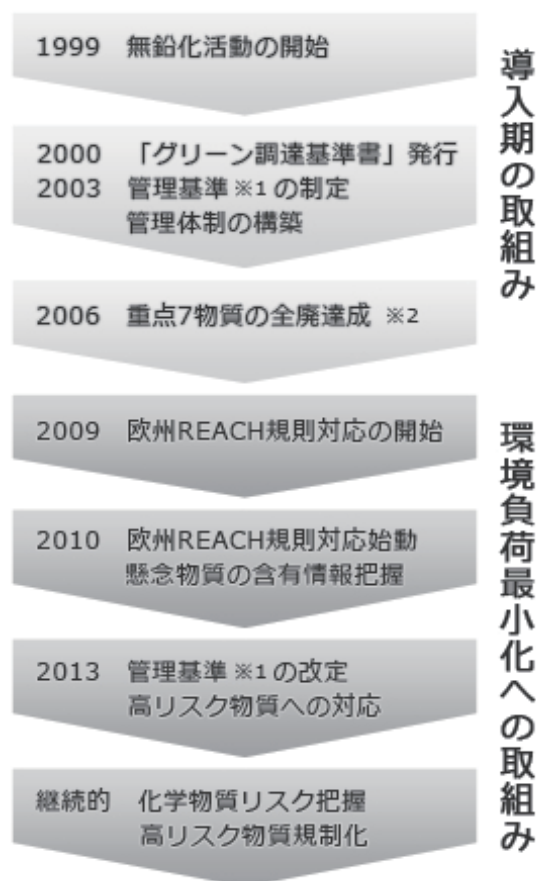 1999 無鉛化活動の開始
2000 「グリーン調達基準書」発行
2003 管理基準 ※1 の制定
管理体制の構築
2006 重点7物質の全廃達成 ※2
導入期の取組み
2009 欧州REACH規則対応の開始
2010 欧州REACH規則対応始動
懸念物質の含有情報把握
2013 管理基準 ※1 の改定
高リスク物質への対応
継続的 化学物質リスク把握
高リスク物質規制化
環境負荷最小化への取組み